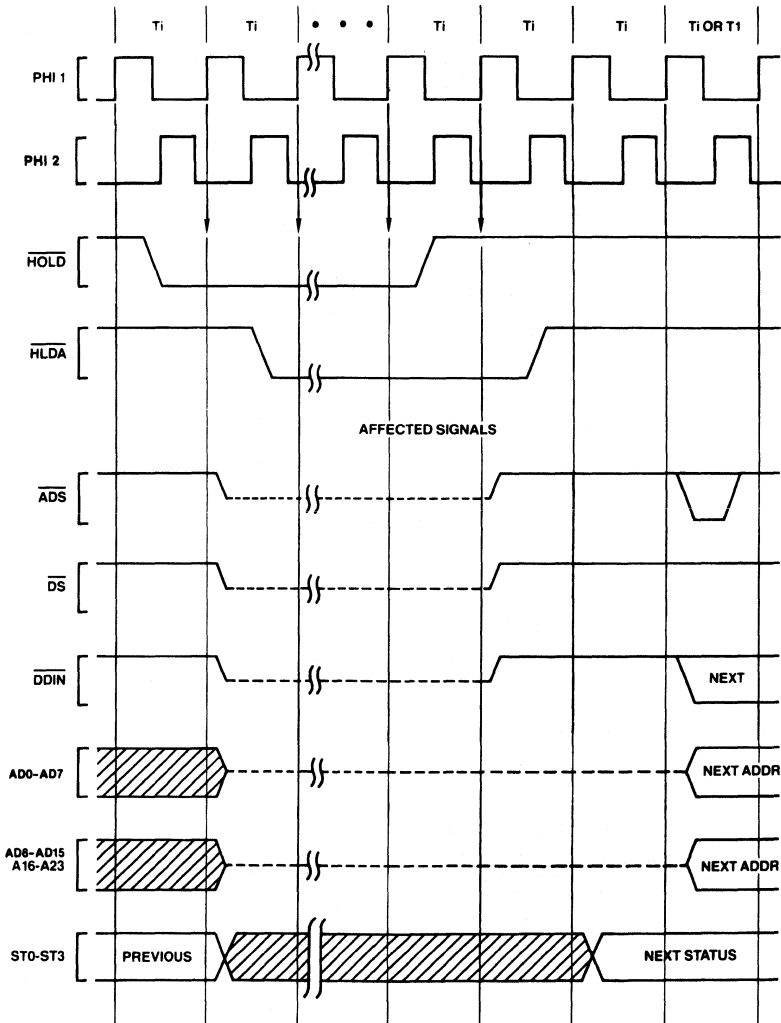 Ti Ti • • • Ti Ti Ti Ti OR T1
PHI 1
PHI 2
HOLD
HLDA
AFFECTED SIGNALS
ADS
DS
DDIN NEXT
AD0-AD7 NEXT ADDR
AD8-AD15
A16-A23 NEXT ADDR
ST0-ST3 PREVIOUS NEXT STATUS